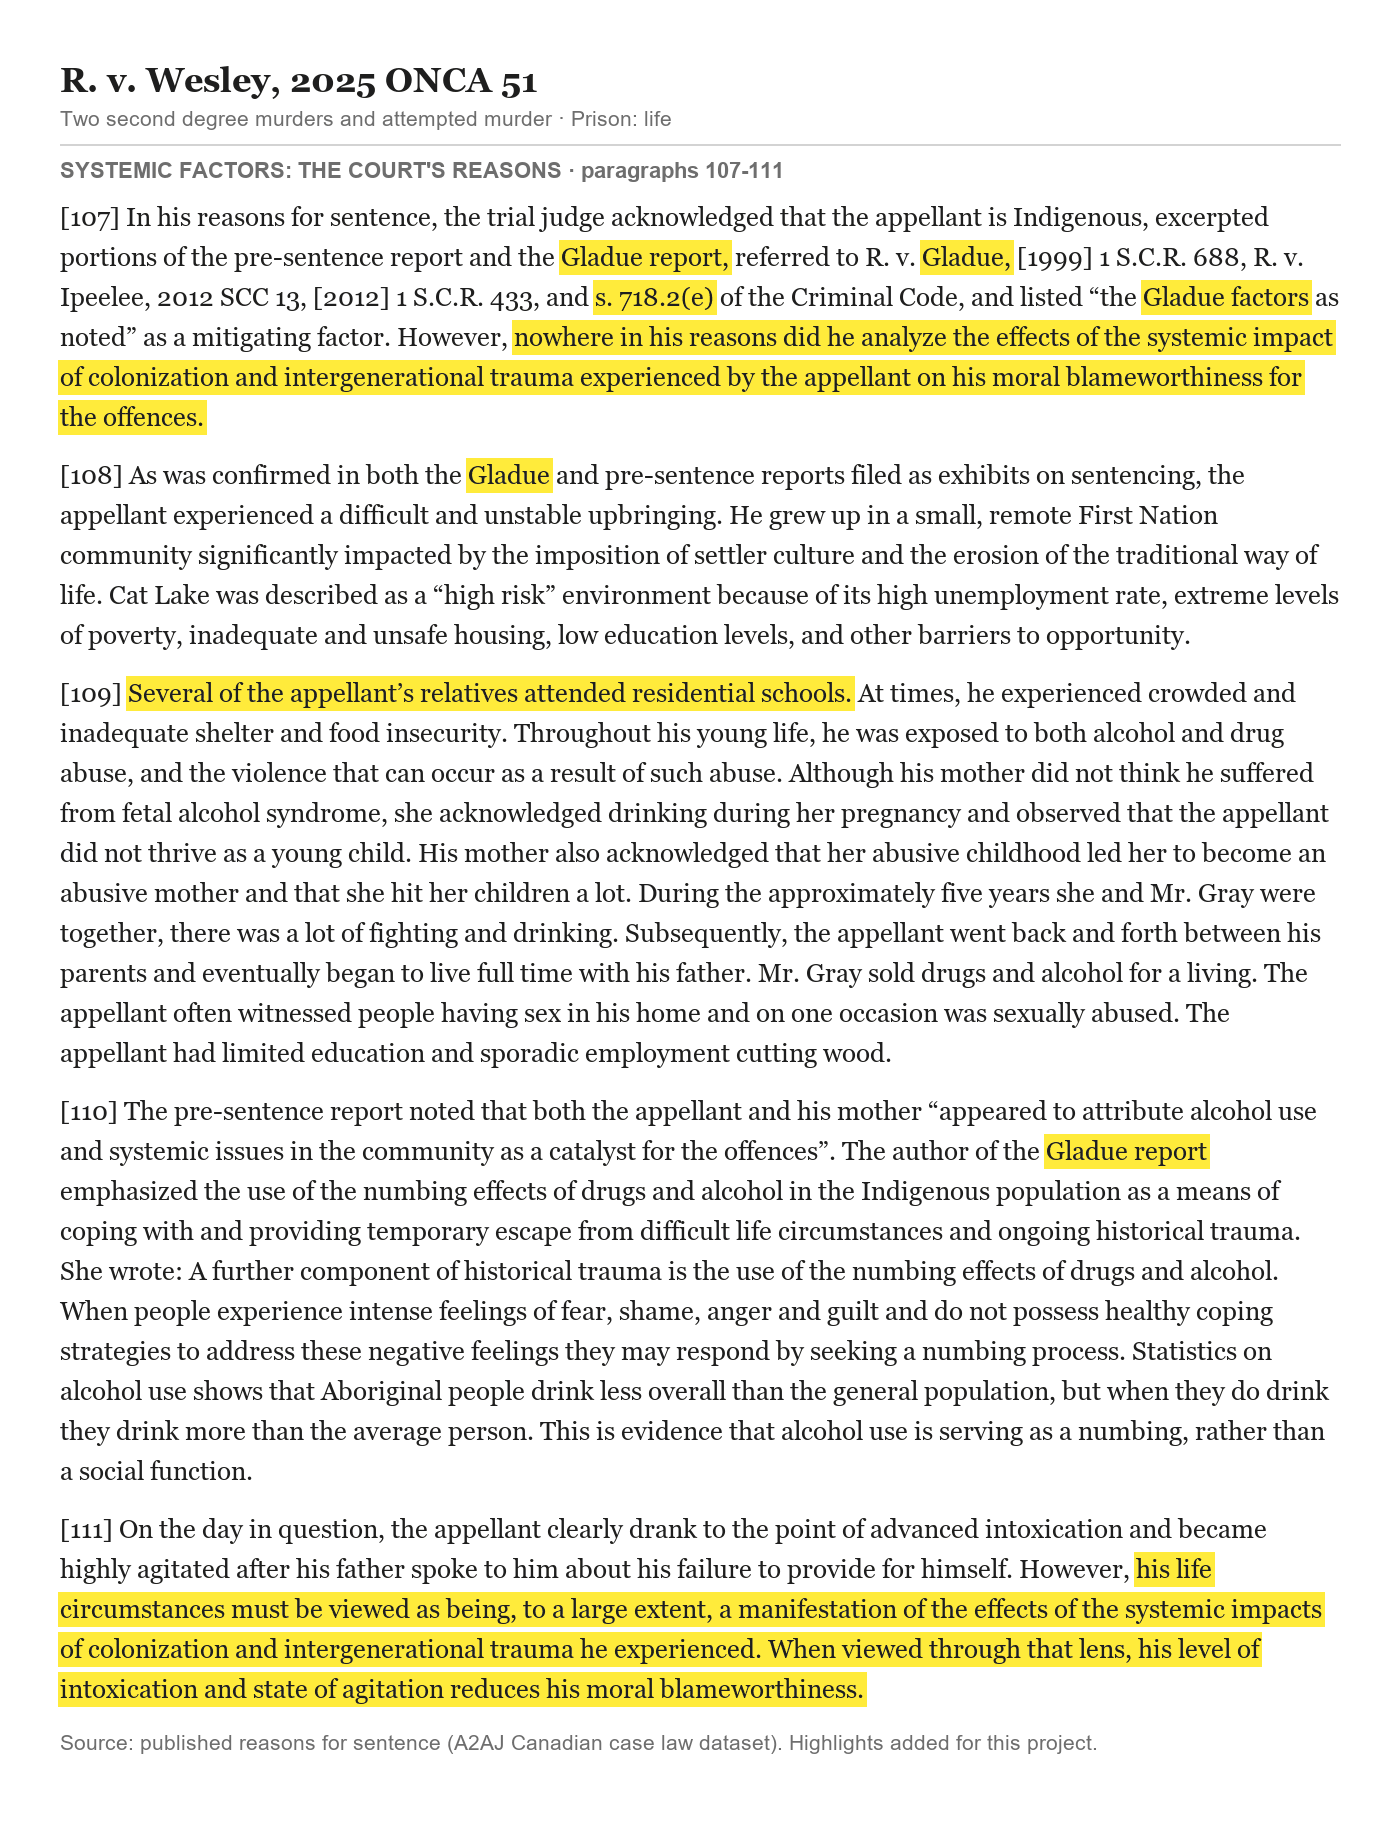 R. v. Wesley, 2025 ONCA 51
Two second degree murders and attempted murder · Prison: life
SYSTEMIC FACTORS: THE COURT'S REASONS · paragraphs 107-111
[107] In his reasons for sentence, the trial judge acknowledged that the appellant is Indigenous, excerpted
portions of the pre-sentence report and the Gladue report, referred to R. v. Gladue, [1999] 1 S.C.R. 688, R. v.
Ipeelee, 2012 SCC 13, [2012] 1 S.C.R. 433, and s. 718.2(e) of the Criminal Code, and listed “the Gladue factors as
noted” as a mitigating factor. However, nowhere in his reasons did he analyze the effects of the systemic impact
of colonization and intergenerational trauma experienced by the appellant on his moral blameworthiness for
the offences.
[108] As was confirmed in both the Gladue and pre-sentence reports filed as exhibits on sentencing, the
appellant experienced a difficult and unstable upbringing. He grew up in a small, remote First Nation
community significantly impacted by the imposition of settler culture and the erosion of the traditional way of
life. Cat Lake was described as a “high risk” environment because of its high unemployment rate, extreme levels
of poverty, inadequate and unsafe housing, low education levels, and other barriers to opportunity.
[109] Several of the appellant’s relatives attended residential schools. At times, he experienced crowded and
inadequate shelter and food insecurity. Throughout his young life, he was exposed to both alcohol and drug
abuse, and the violence that can occur as a result of such abuse. Although his mother did not think he suffered
from fetal alcohol syndrome, she acknowledged drinking during her pregnancy and observed that the appellant
did not thrive as a young child. His mother also acknowledged that her abusive childhood led her to become an
abusive mother and that she hit her children a lot. During the approximately five years she and Mr. Gray were
together, there was a lot of fighting and drinking. Subsequently, the appellant went back and forth between his
parents and eventually began to live full time with his father. Mr. Gray sold drugs and alcohol for a living. The
appellant often witnessed people having sex in his home and on one occasion was sexually abused. The
appellant had limited education and sporadic employment cutting wood.
[110] The pre-sentence report noted that both the appellant and his mother “appeared to attribute alcohol use
and systemic issues in the community as a catalyst for the offences”. The author of the Gladue report
emphasized the use of the numbing effects of drugs and alcohol in the Indigenous population as a means of
coping with and providing temporary escape from difficult life circumstances and ongoing historical trauma.
She wrote: A further component of historical trauma is the use of the numbing effects of drugs and alcohol.
When people experience intense feelings of fear, shame, anger and guilt and do not possess healthy coping
strategies to address these negative feelings they may respond by seeking a numbing process. Statistics on
alcohol use shows that Aboriginal people drink less overall than the general population, but when they do drink
they drink more than the average person. This is evidence that alcohol use is serving as a numbing, rather than
a social function.
[111] On the day in question, the appellant clearly drank to the point of advanced intoxication and became
highly agitated after his father spoke to him about his failure to provide for himself. However, his life
circumstances must be viewed as being, to a large extent, a manifestation of the effects of the systemic impacts
of colonization and intergenerational trauma he experienced. When viewed through that lens, his level of
intoxication and state of agitation reduces his moral blameworthiness.
Source: published reasons for sentence (A2AJ Canadian case law dataset). Highlights added for this project.